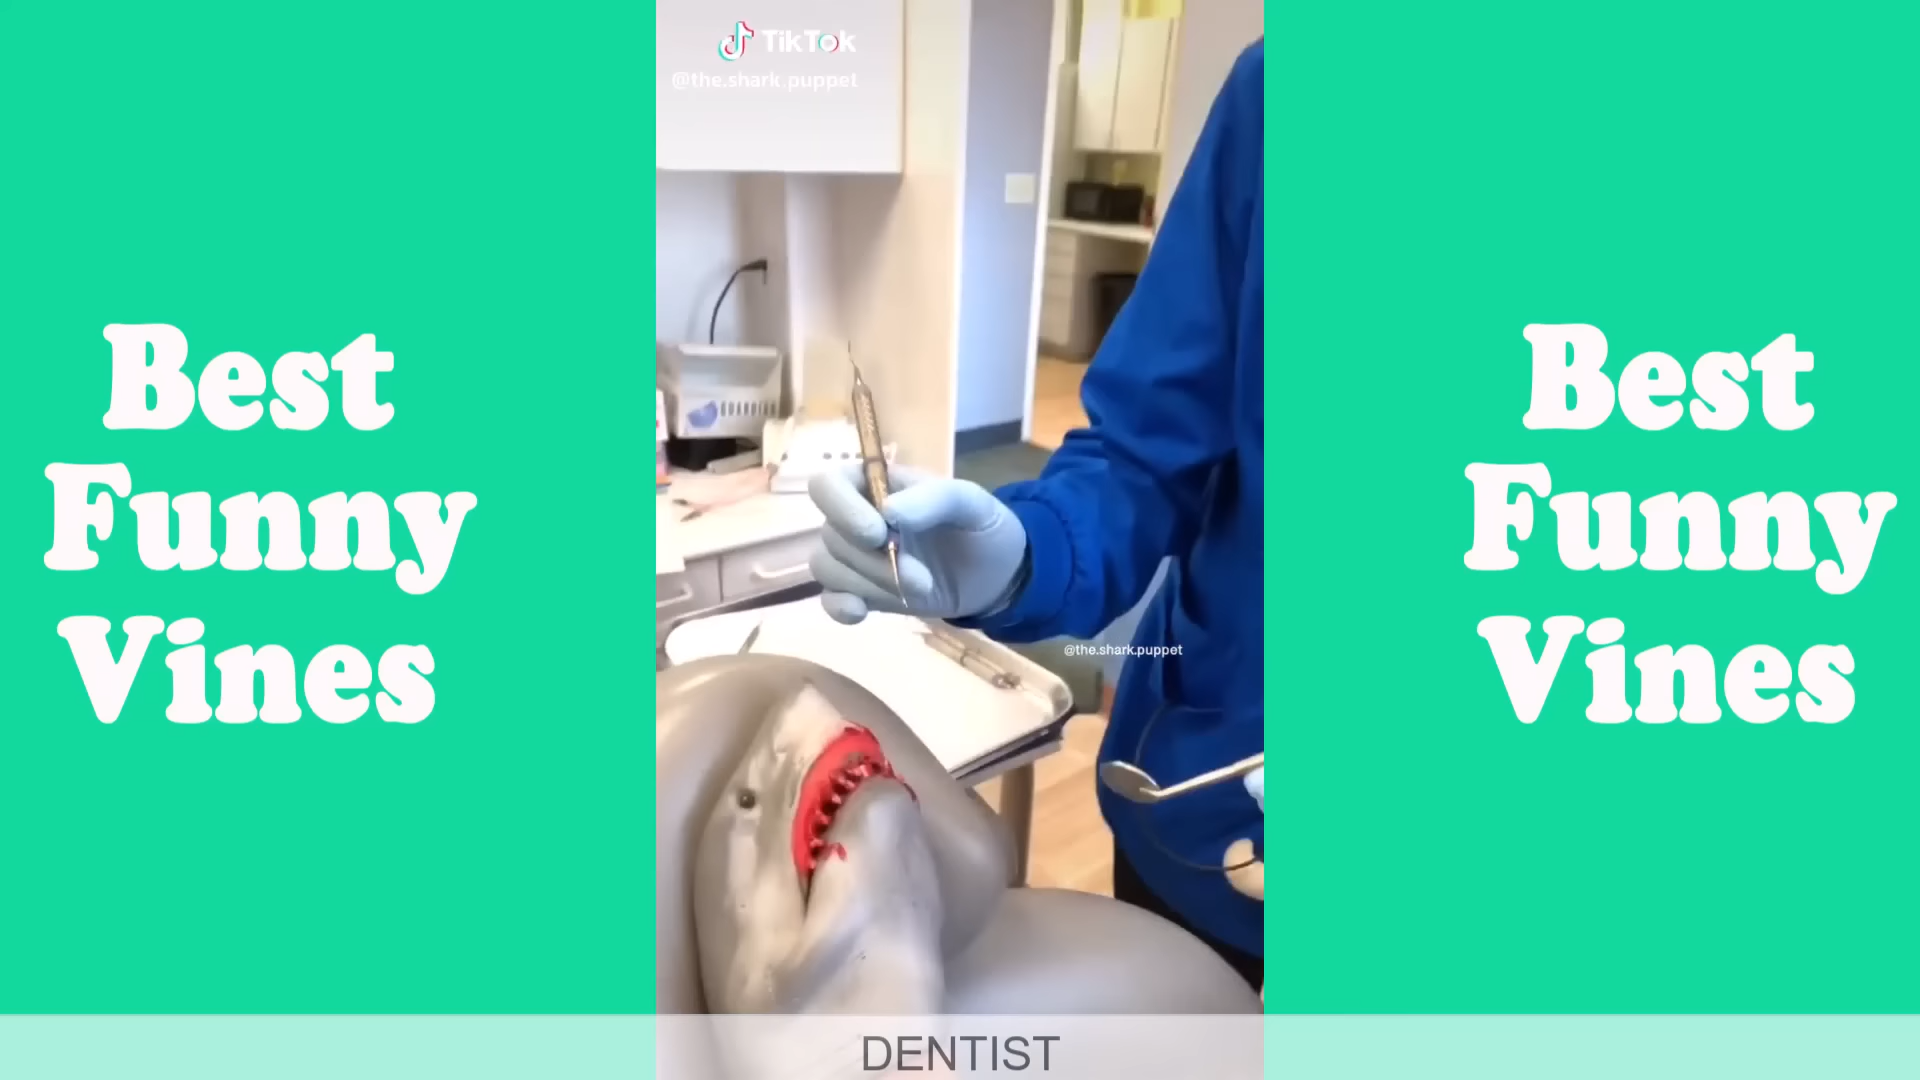 TikTok
@the.shark.puppet
Best
Funny
Vines
Best
Funny
Vines
@the.shark.puppet
DENTIST